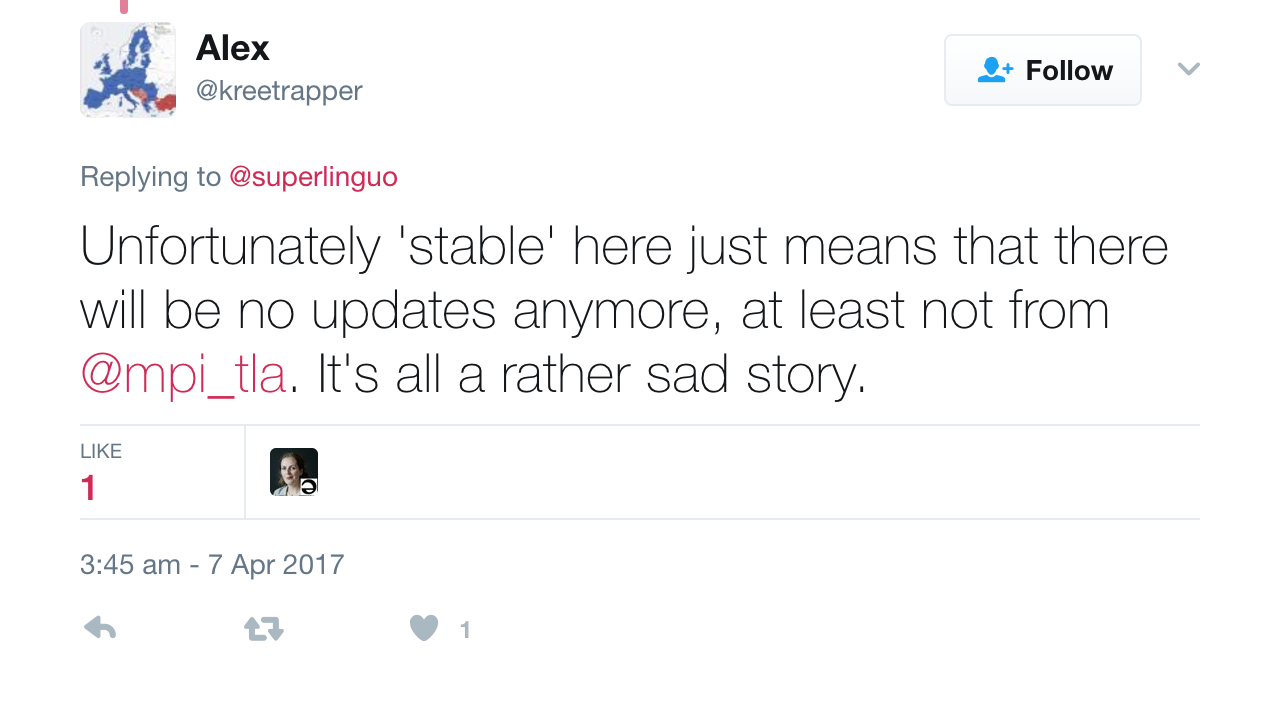 Alex
@kreetrapper
Follow
Replying to @superlinguo
Unfortunately 'stable' here just means that there
will be no updates anymore, at least not from
@mpi_tla. It's all a rather sad story.
LIKE
1
3:45 am - 7 Apr 2017
1